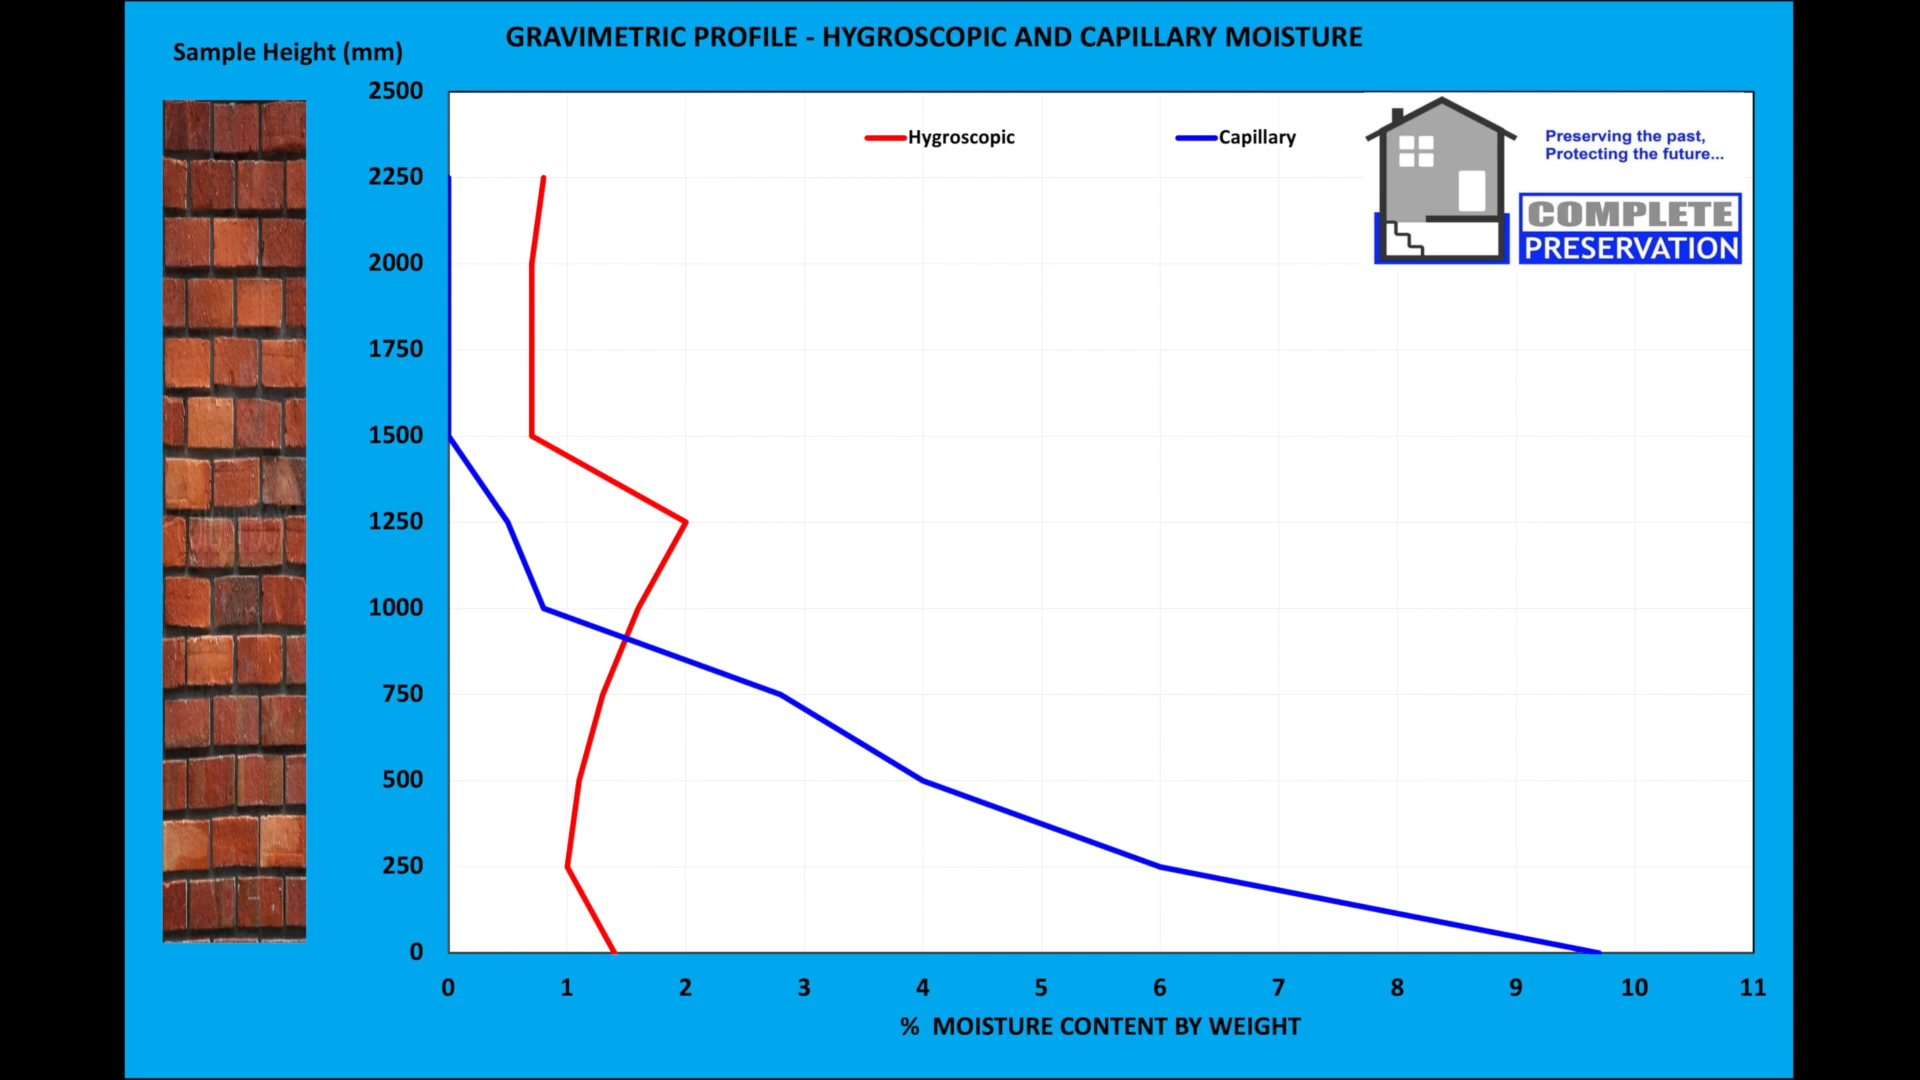 GRAVIMETRIC PROFILE - HYGROSCOPIC AND CAPILLARY MOISTURE
Sample Height (mm)
2500
Hygroscopic
Capillary
Preserving the past,
Protecting the future...
COMPLETE
PRESERVATION
2250
2000
1750
1500
1250
1000
750
500
250
0
0 1 2 3 4 5 6 7 8 9 10 11
% MOISTURE CONTENT BY WEIGHT